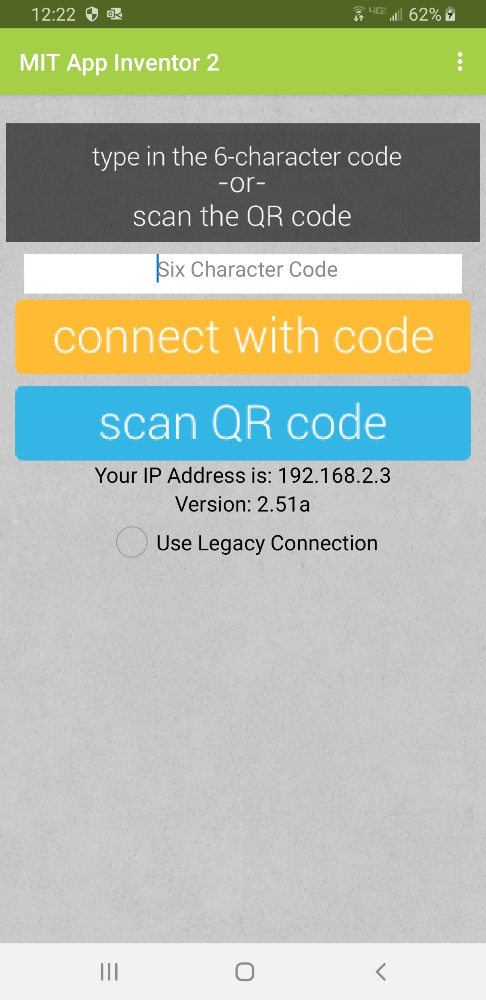 12:22
4G LTE 62%
MIT App Inventor 2
type in the 6-character code
-or-
scan the QR code
Six Character Code
connect with code
scan QR code
Your IP Address is: 192.168.2.3
Version: 2.51a
Use Legacy Connection